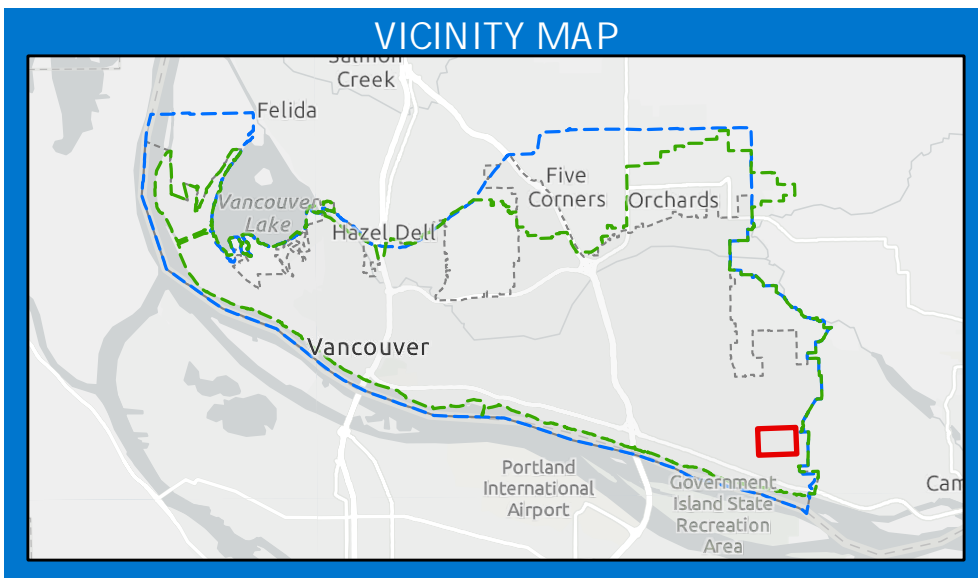 VICINITY MAP
Salmon
Creek
Felida
Five
Corners
Orchards
Vancouver
Lake
Hazel Dell
Vancouver
Portland
International
Airport
Government
Island State
Recreation
Area
Cam